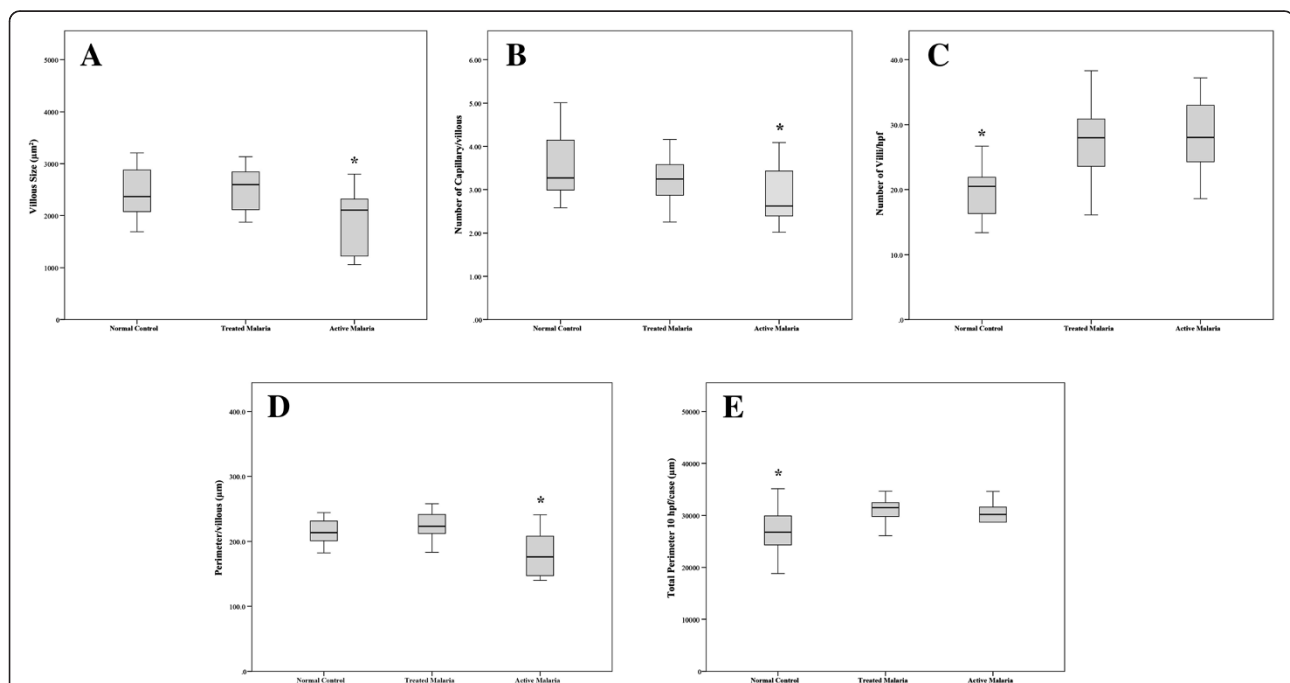 A
Villous Size (µm²)
5000
4000
3000
2000
1000
0
*
Normal Control Treated Malaria Active Malaria
B
Number of Capillary/villous
6.00
5.00
4.00
3.00
2.00
1.00
.00
*
Normal Control Treated Malaria Active Malaria
C
Number of Villi/hpf
40.0
30.0
20.0
10.0
.0
*
Normal Control Treated Malaria Active Malaria
D
Perimeter/villous (µm)
400.0
300.0
200.0
100.0
.0
*
Normal Control Treated Malaria Active Malaria
E
Total Perimeter 10 hpf/case (µm)
50000
40000
30000
20000
10000
0
*
Normal Control Treated Malaria Active Malaria